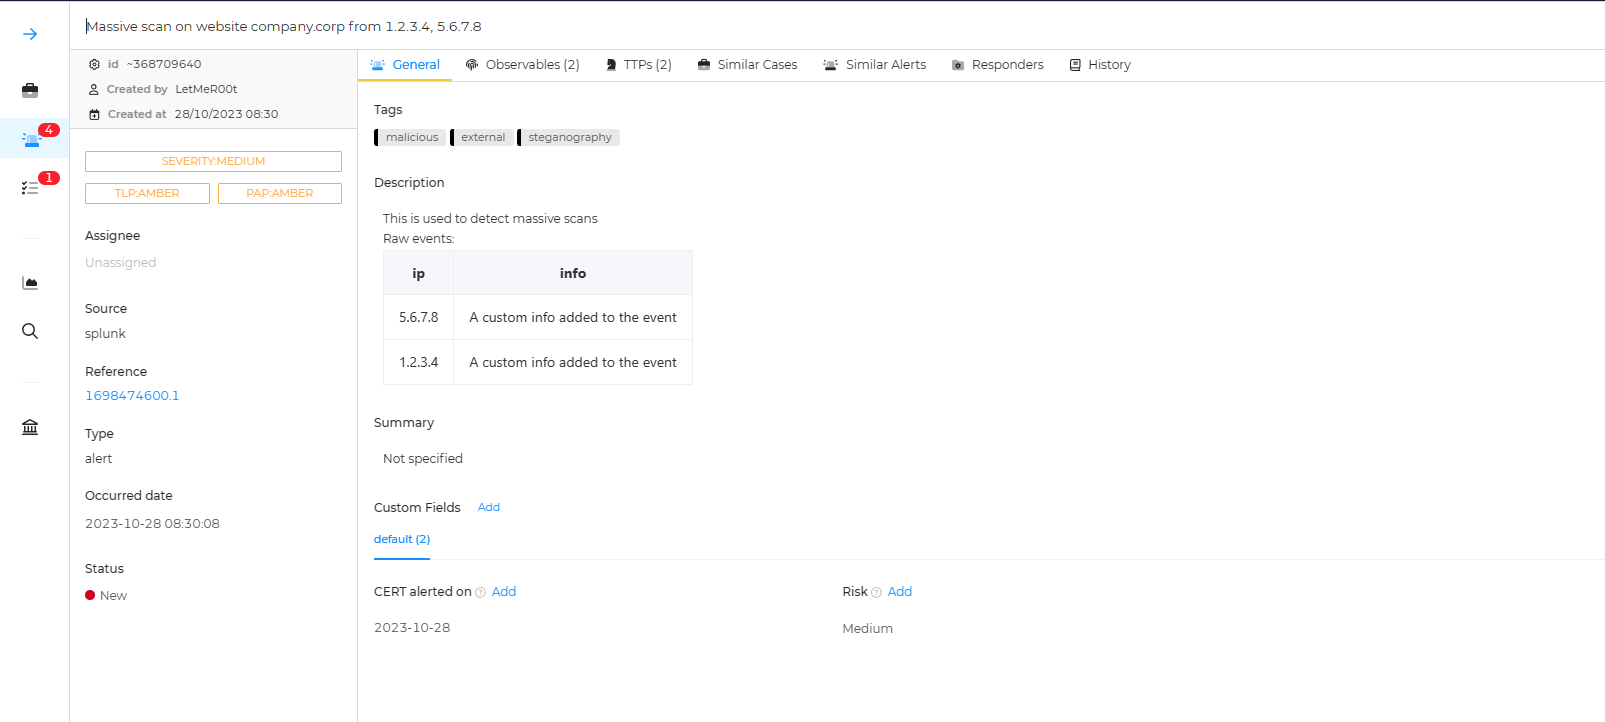 Massive scan on website company.corp from 1.2.3.4, 5.6.7.8
id ~368709640
Created by LetMeR00t
Created at 28/10/2023 08:30
4
1
SEVERITY:MEDIUM
TLP:AMBER PAP:AMBER
Assignee
Unassigned
Source
splunk
Reference
1698474600.1
Type
alert
Occurred date
2023-10-28 08:30:08
Status
New
General Observables (2) TTPs (2) Similar Cases Similar Alerts Responders History
Tags
malicious external steganography
Description
This is used to detect massive scans
Raw events:
ip info
5.6.7.8 A custom info added to the event
1.2.3.4 A custom info added to the event
Summary
Not specified
Custom Fields Add
default (2)
CERT alerted on ? Add Risk ? Add
2023-10-28 Medium